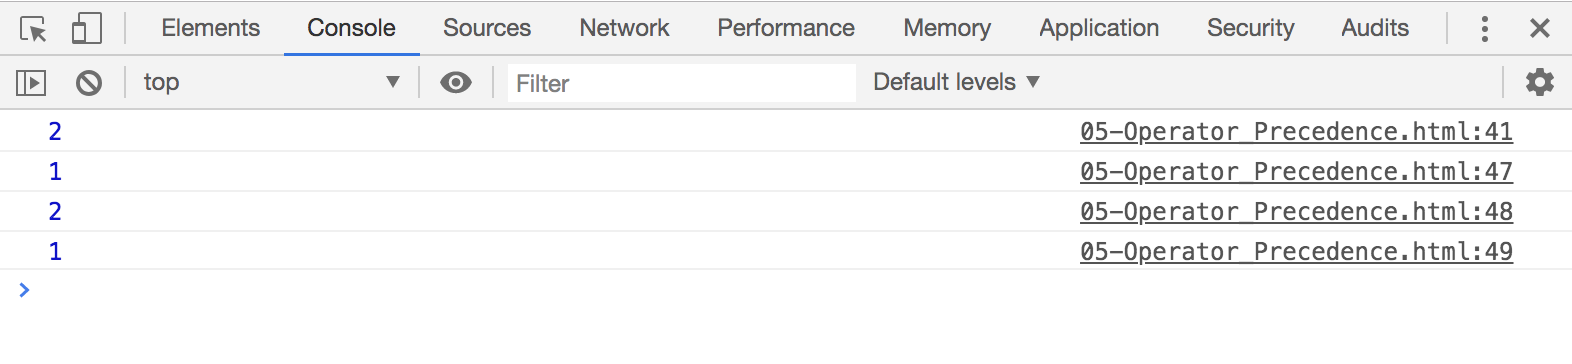 Elements Console Sources Network Performance Memory Application Security Audits
top Filter Default levels
2 05-Operator_Precedence.html:41
1 05-Operator_Precedence.html:47
2 05-Operator_Precedence.html:48
1 05-Operator_Precedence.html:49